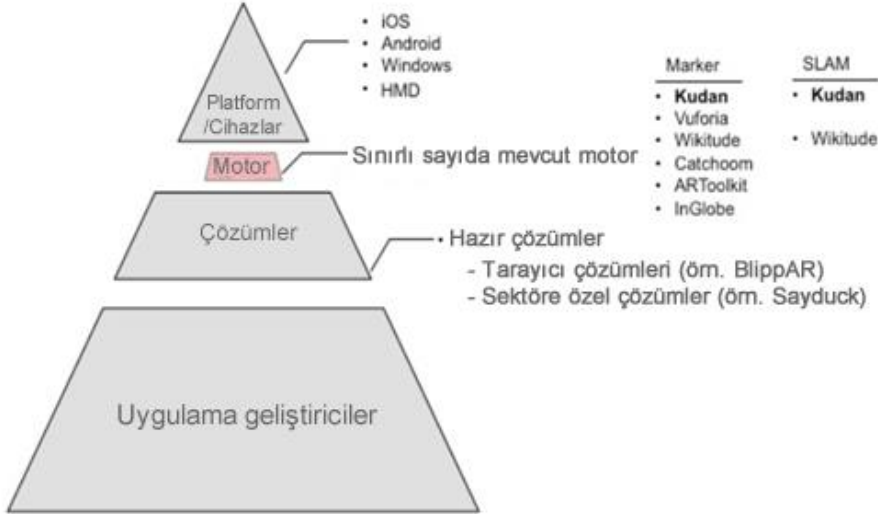 • iOS
• Android
• Windows
• HMD
Platform
/Cihazlar
Motor
Sınırlı sayıda mevcut motor
Marker
• Kudan
• Vuforia
• Wikitude
• Catchoom
• ARToolkit
• InGlobe
SLAM
• Kudan
• Wikitude
Çözümler
• Hazır çözümler
- Tarayıcı çözümleri (örn. BlippAR)
- Sektöre özel çözümler (örn. Sayduck)
Uygulama geliştiriciler